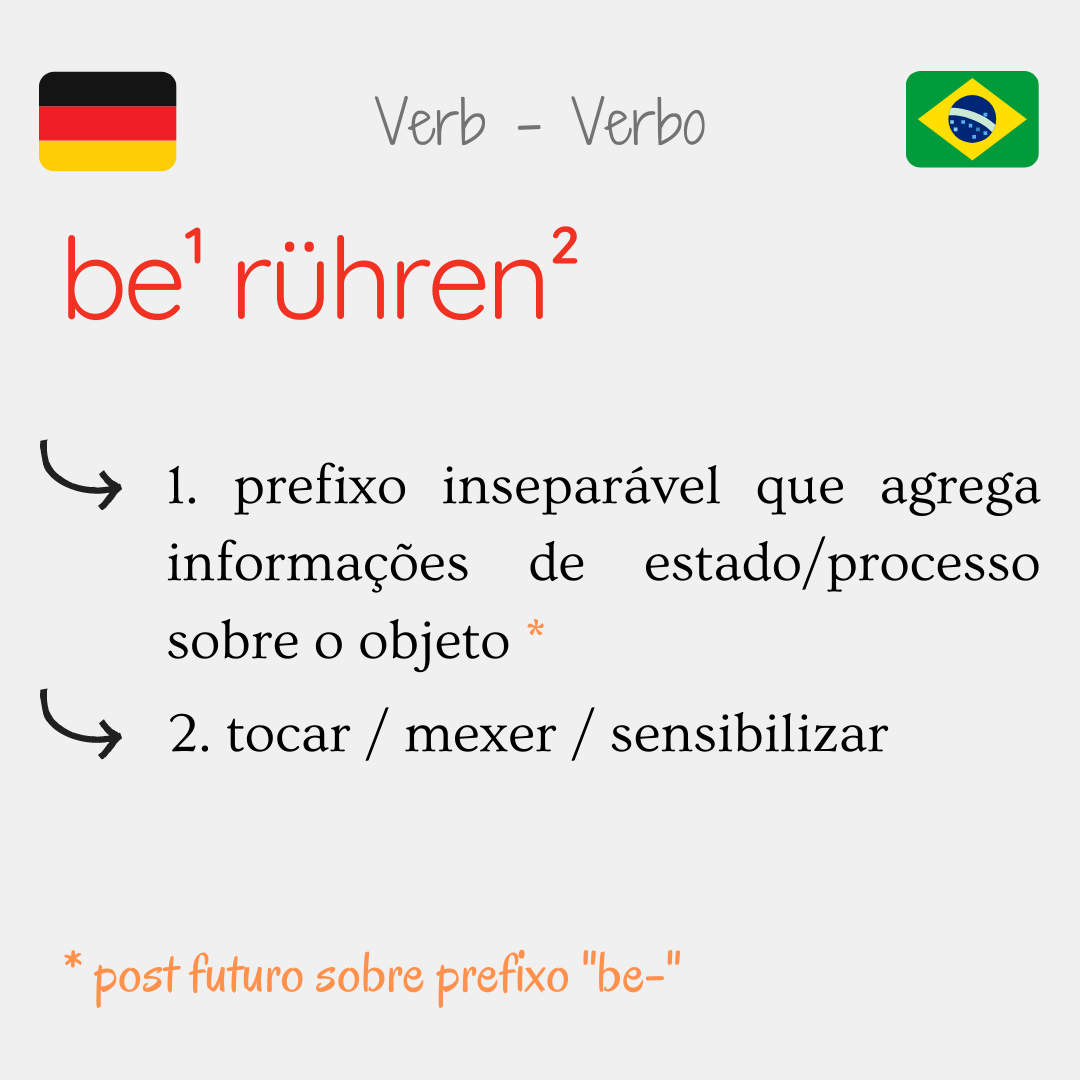 Verb - Verbo
be¹ rühren²
1. prefixo inseparável que agrega
informações de estado/processo
sobre o objeto *
2. tocar / mexer / sensibilizar
* post futuro sobre prefixo "be-"